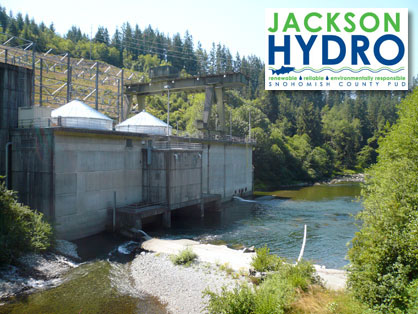 JACKSON
HYDRO
renewable • reliable • environmentally responsible
SNOHOMISH COUNTY PUD